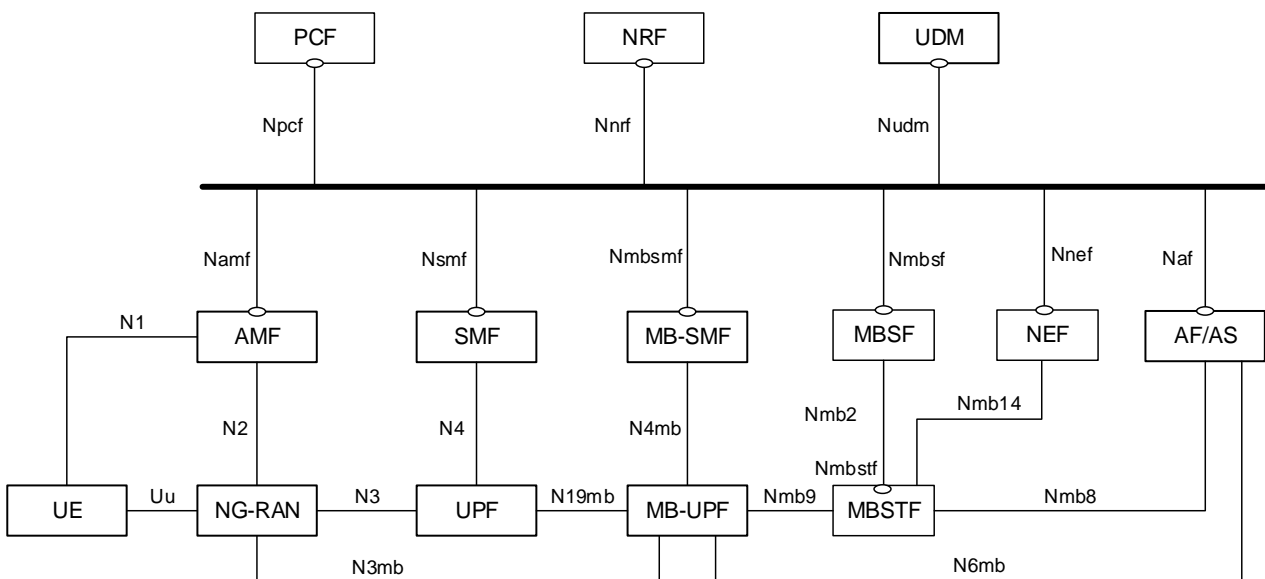 PCF
NRF
UDM
Npcf
Nnrf
Nudm
Namf
Nsmf
Nmbsmf
Nmbsf
Nnef
Naf
N1
AMF
SMF
MB-SMF
MBSF
NEF
AF/AS
N2
N4
N4mb
Nmb2
Nmb14
Nmbstf
Uu
N3
N19mb
Nmb9
Nmb8
UE
NG-RAN
UPF
MB-UPF
MBSTF
N3mb
N6mb